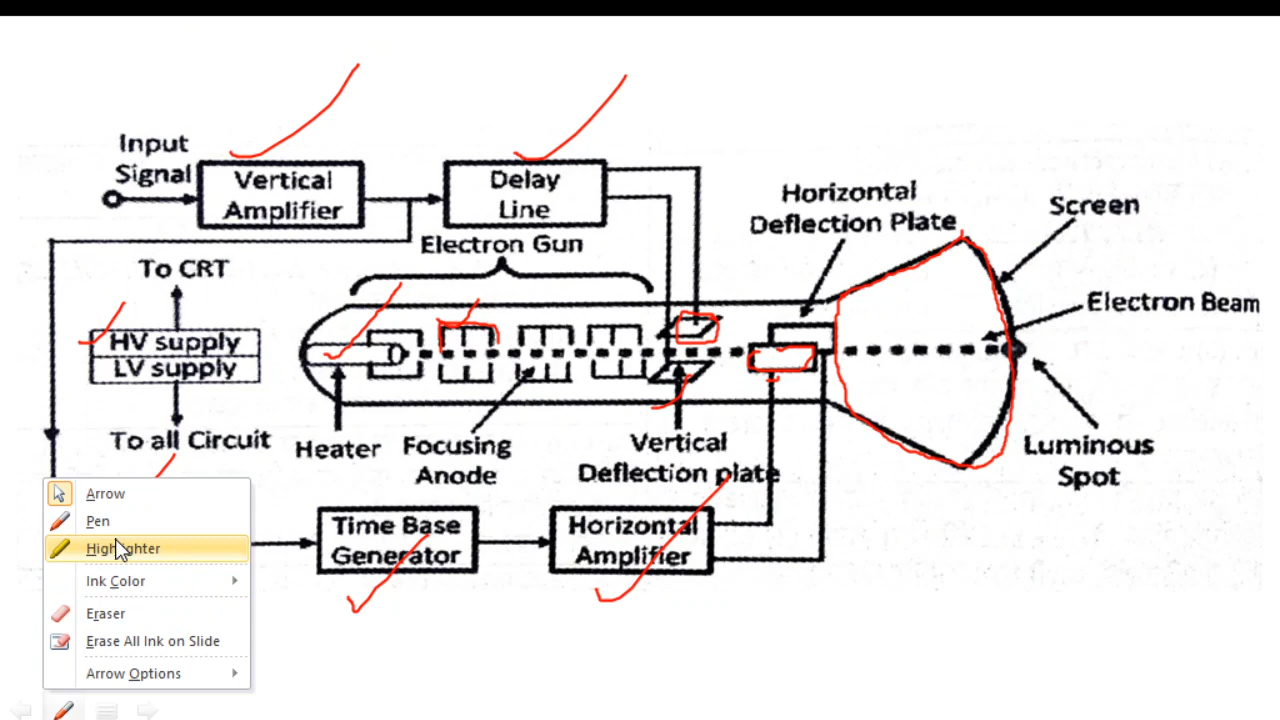 Input
Signal
Vertical
Amplifier
Delay
Line
Electron Gun
Horizontal
Deflection Plate
Screen
Electron Beam
To CRT
HV supply
LV supply
To all Circuit
Heater
Focusing
Anode
Vertical
Deflection plate
Luminous
Spot
Time Base
Generator
Horizontal
Amplifier
Arrow
Pen
Highlighter
Ink Color
Eraser
Erase All Ink on Slide
Arrow Options